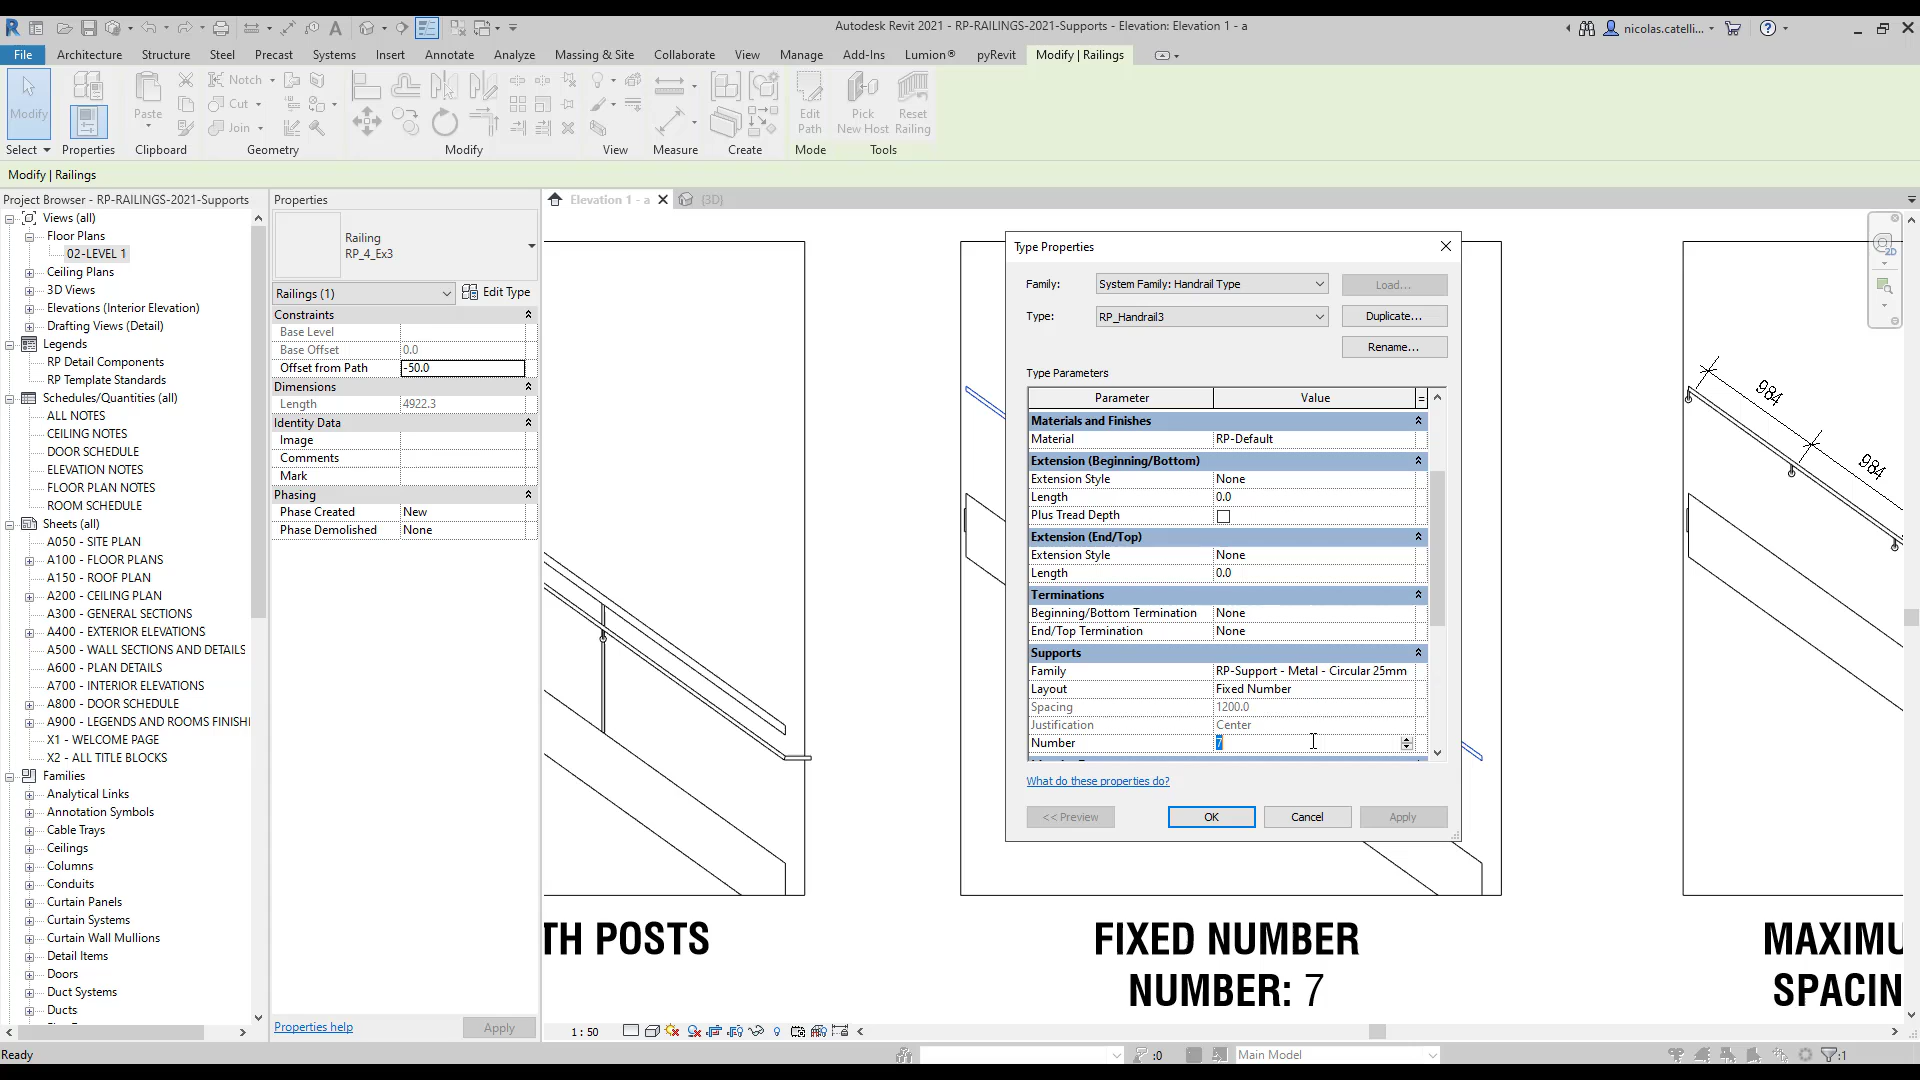 Autodesk Revit 2021 - RP-RAILINGS-2021-Supports - Elevation: Elevation 1 - a
nicolas.catelli...
File Architecture Structure Steel Precast Systems Insert Annotate Analyze Massing & Site Collaborate View Manage Add-Ins Lumion® pyRevit Modify | Railings
Modify
Paste
Notch
Cut
Join
Edit Path
Pick New Host
Reset Railing
Select Properties Clipboard Geometry Modify View Measure Create Mode Tools
Modify | Railings
Project Browser - RP-RAILINGS-2021-Supports
Views (all)
Floor Plans
02-LEVEL 1
Ceiling Plans
3D Views
Elevations (Interior Elevation)
Drafting Views (Detail)
Legends
RP Detail Components
RP Template Standards
Schedules/Quantities (all)
ALL NOTES
CEILING NOTES
DOOR SCHEDULE
ELEVATION NOTES
FLOOR PLAN NOTES
ROOM SCHEDULE
Sheets (all)
A050 - SITE PLAN
A100 - FLOOR PLANS
A150 - ROOF PLAN
A200 - CEILING PLAN
A300 - GENERAL SECTIONS
A400 - EXTERIOR ELEVATIONS
A500 - WALL SECTIONS AND DETAILS
A600 - PLAN DETAILS
A700 - INTERIOR ELEVATIONS
A800 - DOOR SCHEDULE
A900 - LEGENDS AND ROOMS FINISH
X1 - WELCOME PAGE
X2 - ALL TITLE BLOCKS
Families
Analytical Links
Annotation Symbols
Cable Trays
Ceilings
Columns
Conduits
Curtain Panels
Curtain Systems
Curtain Wall Mullions
Detail Items
Doors
Duct Systems
Ducts
Properties
Railing
RP_4_Ex3
Railings (1) Edit Type
Constraints
Base Level
Base Offset 0.0
Offset from Path -50.0
Dimensions
Length 4922.3
Identity Data
Image
Comments
Mark
Phasing
Phase Created New
Phase Demolished None
Properties help Apply
Elevation 1 - a {3D}
2D
Type Properties
Family: System Family: Handrail Type Load...
Type: RP_Handrail3 Duplicate...
Rename...
Type Parameters
Parameter Value =
Materials and Finishes
Material RP-Default
Extension (Beginning/Bottom)
Extension Style None
Length 0.0
Plus Tread Depth
Extension (End/Top)
Extension Style None
Length 0.0
Terminations
Beginning/Bottom Termination None
End/Top Termination None
Supports
Family RP-Support - Metal - Circular 25mm
Layout Fixed Number
Spacing 1200.0
Justification Center
Number 7
What do these properties do?
<< Preview OK Cancel Apply
984
984
TH POSTS
FIXED NUMBER
NUMBER: 7
MAXIMU
SPACIN
1 : 50
Ready
:0
Main Model
:1